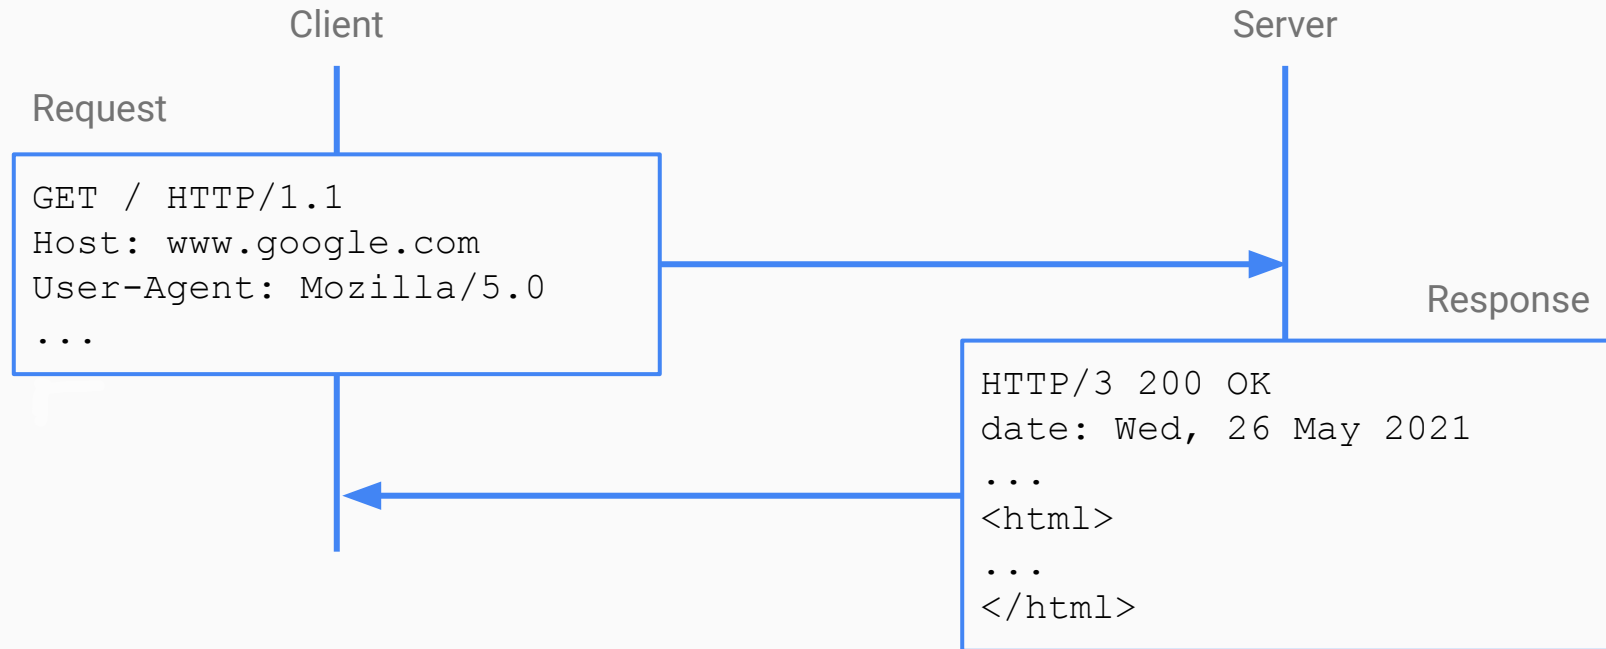 Client
Server
Request
GET / HTTP/1.1
Host: www.google.com
User-Agent: Mozilla/5.0
...
Response
HTTP/3 200 OK
date: Wed, 26 May 2021
...
<html>
...
</html>